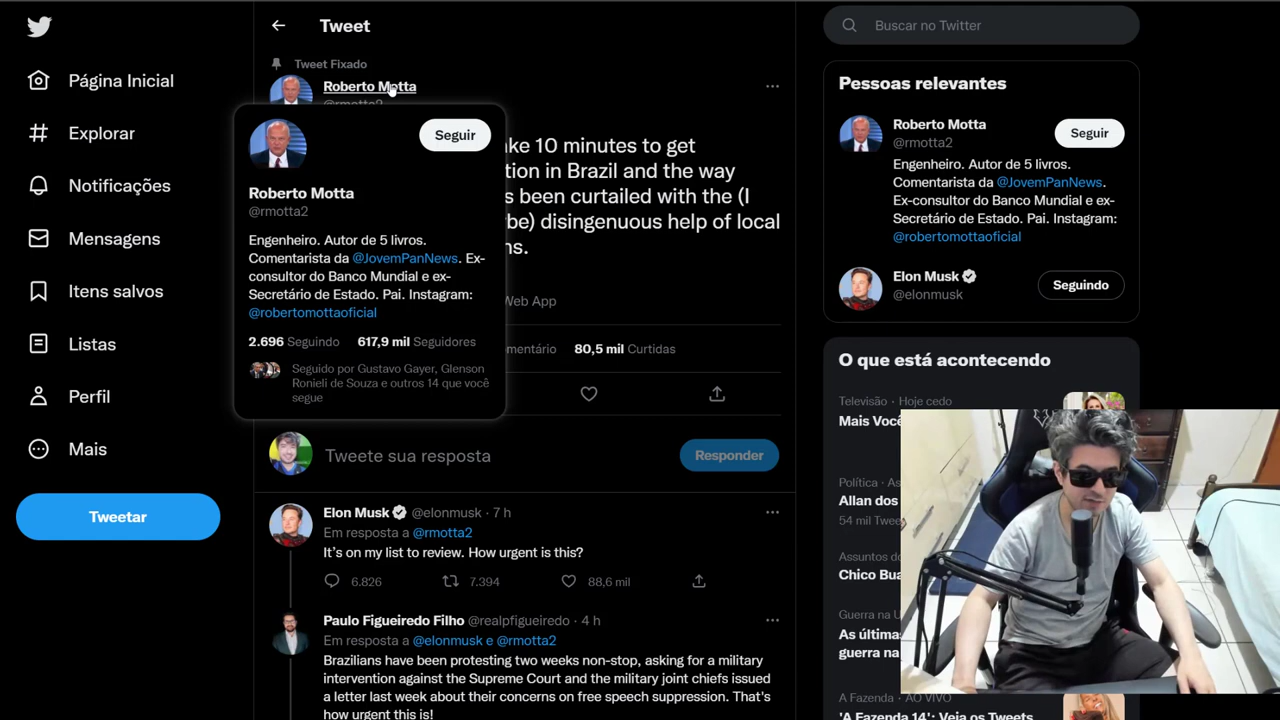 Página Inicial
Explorar
Notificações
Mensagens
Itens salvos
Listas
Perfil
Mais
Tweetar
Tweet
Tweet Fixado
Roberto Motta
@rmotta2
Seguir
Roberto Motta
@rmotta2
Engenheiro. Autor de 5 livros.
Comentarista da @JovemPanNews. Ex-
consultor do Banco Mundial e ex-
Secretário de Estado. Pai. Instagram:
@robertomottaoficial
2.696 Seguindo 617,9 mil Seguidores
Seguido por Gustavo Gayer, Glenson
Ronieli de Souza e outros 14 que você
segue
10 minutes to get
in Brazil and the way
been curtailed with the (I
disingenuous help of local
Web App
80,5 mil Curtidas
Tweete sua resposta
Responder
Elon Musk @elonmusk · 7 h
Em resposta a @rmotta2
It's on my list to review. How urgent is this?
6.826 7.394 88,6 mil
Paulo Figueiredo Filho @realpfigueiredo · 4 h
Em resposta a @elonmusk e @rmotta2
Brazilians have been protesting two weeks non-stop, asking for a military
intervention against the Supreme Court and the military joint chiefs issued
a letter last week about their concerns on free speech suppression. That's
how urgent this is!
Buscar no Twitter
Pessoas relevantes
Roberto Motta
@rmotta2
Seguir
Engenheiro. Autor de 5 livros.
Comentarista da @JovemPanNews.
Ex-consultor do Banco Mundial e ex-
Secretário de Estado. Pai. Instagram:
@robertomottaoficial
Elon Musk
@elonmusk
Seguindo
O que está acontecendo
Televisão · Hoje cedo
Mais Você
Política ·
Allan dos
54 mil
Assuntos
Chico
Guerra na
As últimas
guerra na
A Fazenda · AO VIVO
'A Fazenda 14': Veja os Tweets